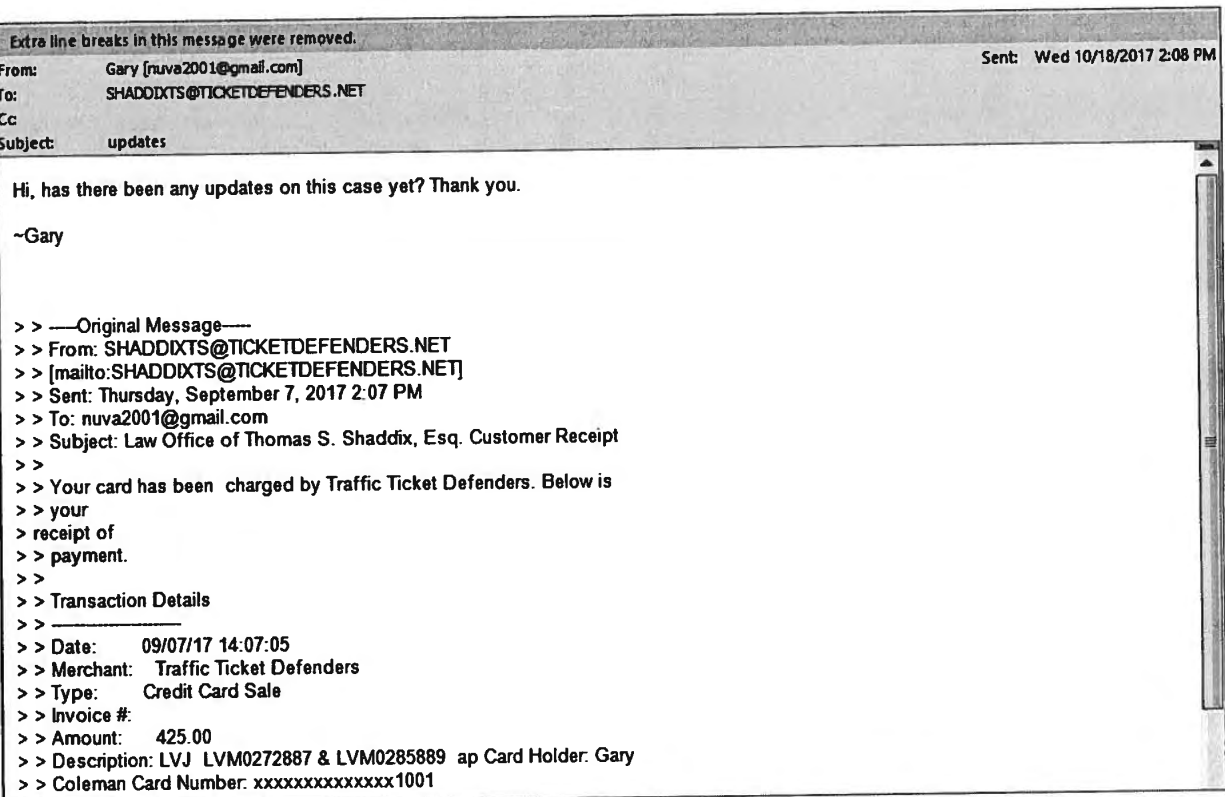 Extra line breaks in this message were removed.
From: Gary [nuva2001@gmail.com]
Sent: Wed 10/18/2017 2:08 PM
To: SHADDIXTS@TICKETDEFENDERS.NET
Cc
Subject: updates
Hi, has there been any updates on this case yet? Thank you.
~Gary
> > -----Original Message-----
> > From: SHADDIXTS@TICKETDEFENDERS.NET
> > [mailto:SHADDIXTS@TICKETDEFENDERS.NET]
> > Sent: Thursday, September 7, 2017 2:07 PM
> > To: nuva2001@gmail.com
> > Subject: Law Office of Thomas S. Shaddix, Esq. Customer Receipt
> >
> > Your card has been  charged by Traffic Ticket Defenders. Below is
> > your
> receipt of
> > payment.
> >
> > Transaction Details
> > -------------------------
> > Date: 09/07/17 14:07:05
> > Merchant: Traffic Ticket Defenders
> > Type: Credit Card Sale
> > Invoice #:
> > Amount: 425.00
> > Description: LVJ LVM0272887 & LVM0285889 ap Card Holder: Gary
> > Coleman Card Number: xxxxxxxxxxxxxx1001